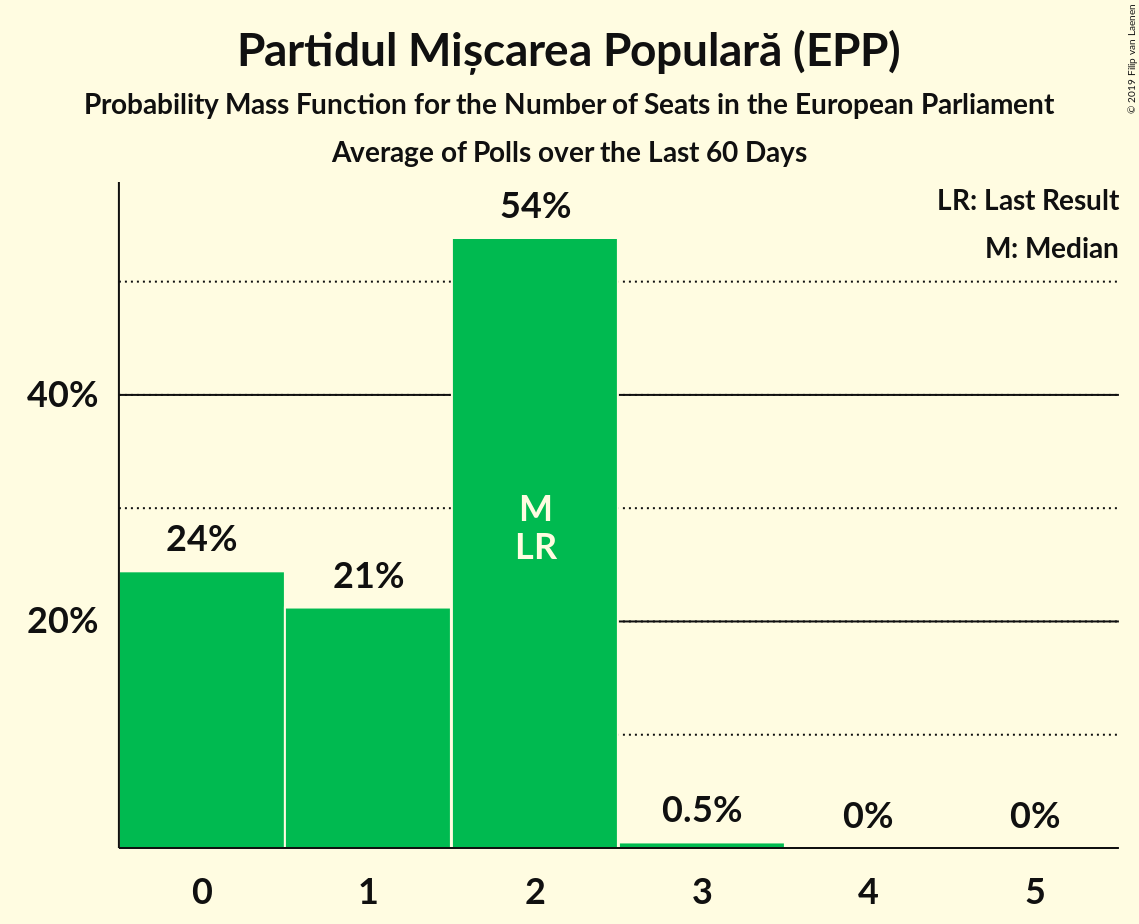 Partidul Mișcarea Populară (EPP)
Probability Mass Function for the Number of Seats in the European Parliament
Average of Polls over the Last 60 Days
© 2019 Filip van Laenen
LR: Last Result
M: Median
54%
40%
M
LR
24%
21%
20%
0.5%
0%
0%
0
1
2
3
4
5